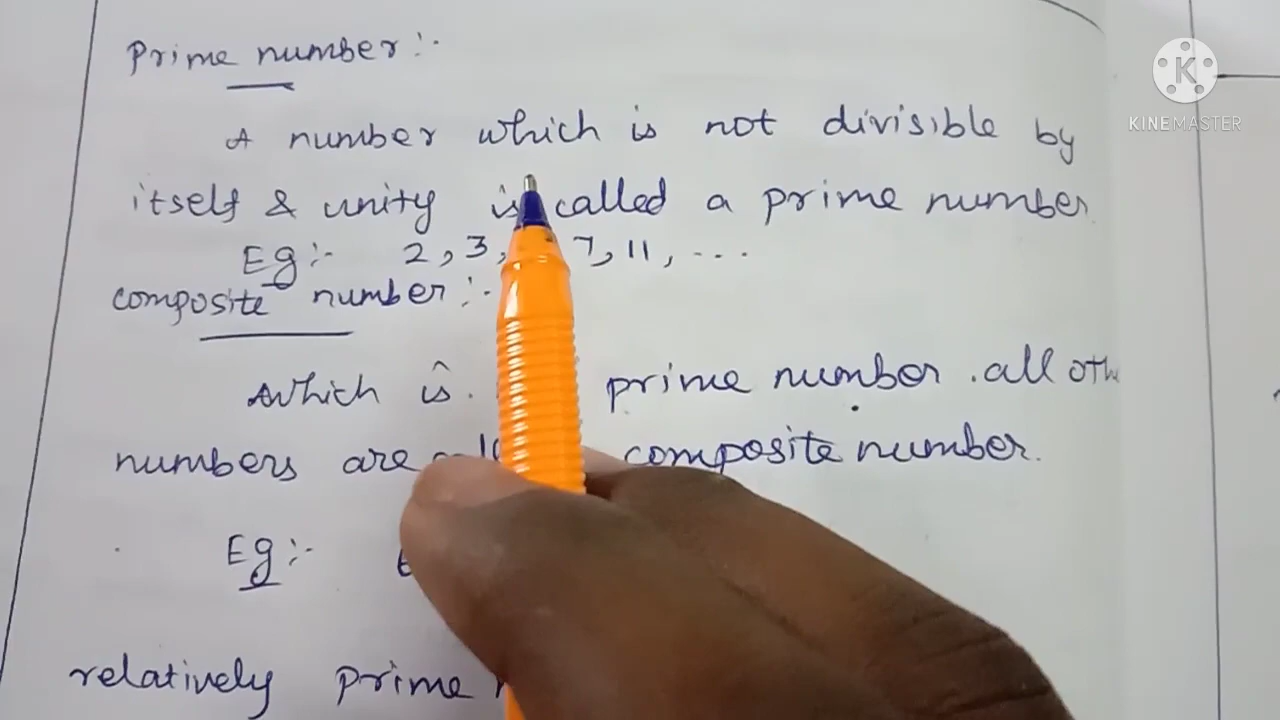 Prime number :-
A number which is not divisible by
itself & unity is called a prime number
Eg :- 2, 3, 7, 11, ...
composite number :-
Which is prime number . all
numbers are composite number.
Eg :-
relatively prime
K
KINEMASTER